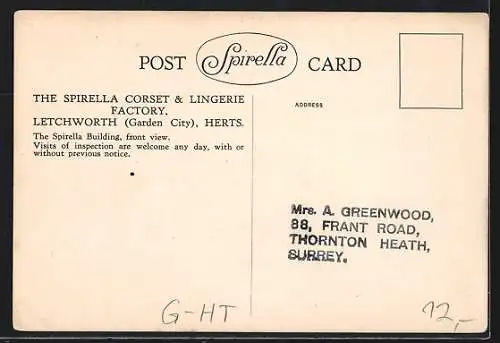 POST Spirella CARD
THE SPIRELLA CORSET & LINGERIE
FACTORY,
LETCHWORTH (Garden City), HERTS.
The Spirella Building, front view.
Visits of inspection are welcome any day, with or
without previous notice.
ADDRESS
Mrs. A. GREENWOOD,
88, FRANT ROAD,
THORNTON HEATH,
SURREY.
G-HT
12,-